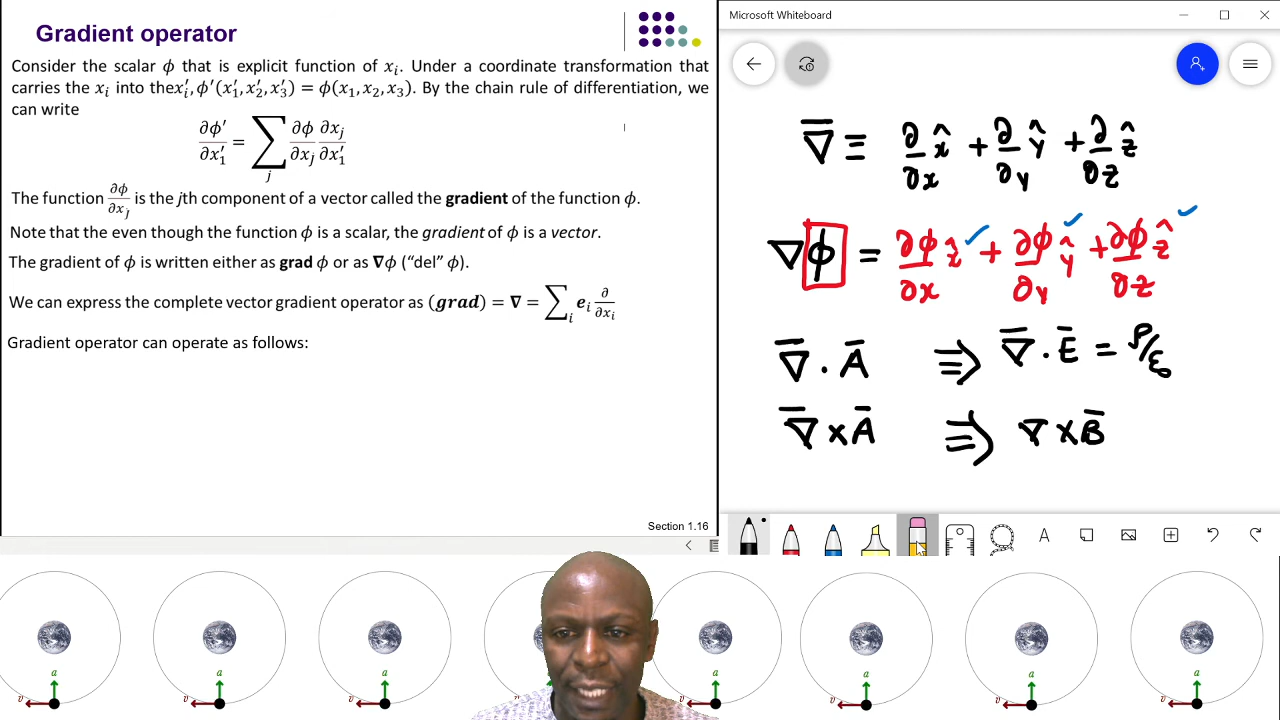 Gradient operator
Consider the scalar ϕ that is explicit function of xᵢ. Under a coordinate transformation that
carries the xᵢ into thex′ᵢ, ϕ′(x′₁, x′₂, x′₃) = ϕ(x₁, x₂, x₃). By the chain rule of differentiation, we
can write
∂ϕ′/∂x′₁ = ∑ⱼ ∂ϕ/∂xⱼ ∂xⱼ/∂x′₁
The function ∂ϕ/∂xⱼ is the jth component of a vector called the gradient of the function ϕ.
Note that the even though the function ϕ is a scalar, the gradient of ϕ is a vector.
The gradient of ϕ is written either as grad ϕ or as ∇ϕ (“del” ϕ).
We can express the complete vector gradient operator as (grad) = ∇ = ∑ᵢ eᵢ ∂/∂xᵢ
Gradient operator can operate as follows:
Section 1.16
Microsoft Whiteboard
∇̅ ≡ ∂/∂x x̂ + ∂/∂y ŷ + ∂/∂z ẑ
∇ϕ = ∂ϕ/∂x x̂ + ∂ϕ/∂y ŷ + ∂ϕ/∂z ẑ
∇̅ · A̅ ⇛ ∇̅ · E̅ = ρ/ε₀
∇̅ × A̅ ⇛ ∇ × B̅
A
a a a a a a a
v v v v v v v